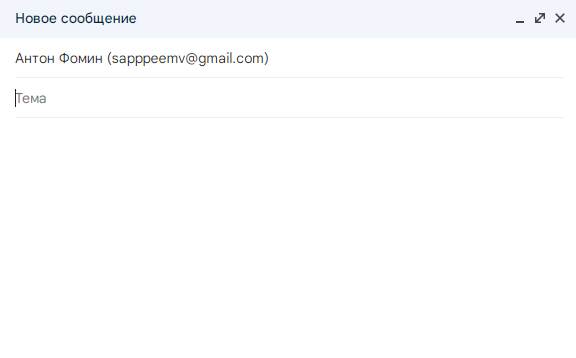 Новое сообщение
Антон Фомин (sapppeemv@gmail.com)
Тема